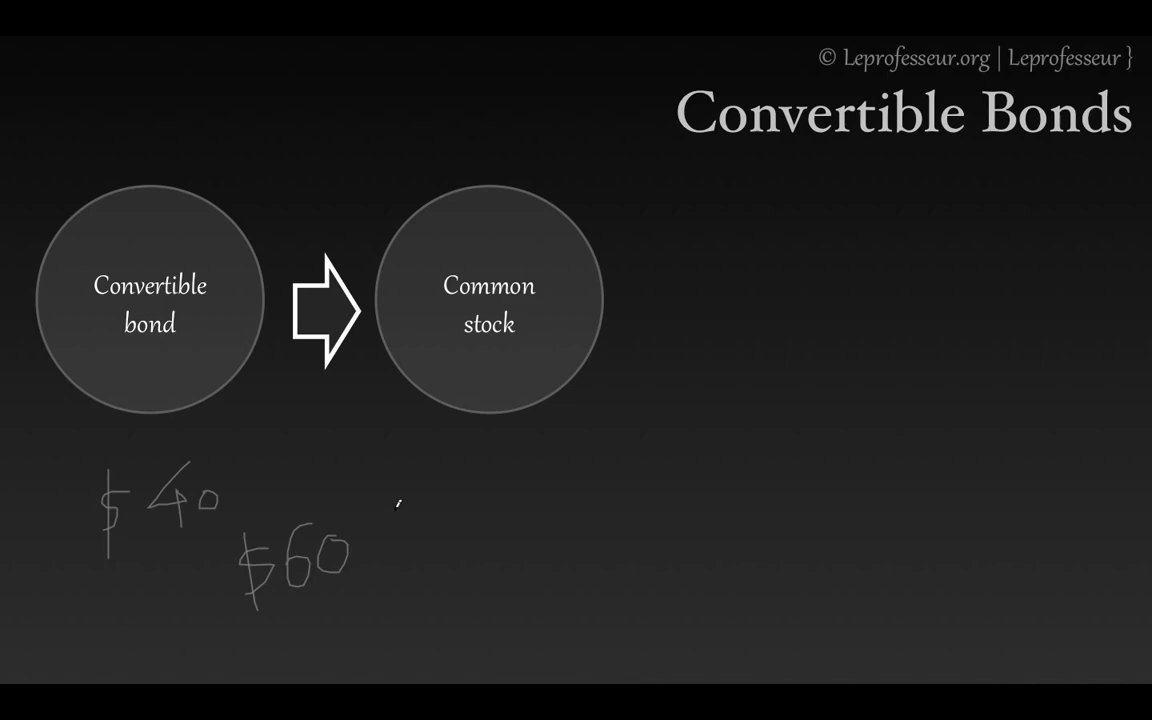 © Leprofesseur.org | Leprofesseur }
Convertible Bonds
Convertible
bond
Common
stock
$ 40
$60